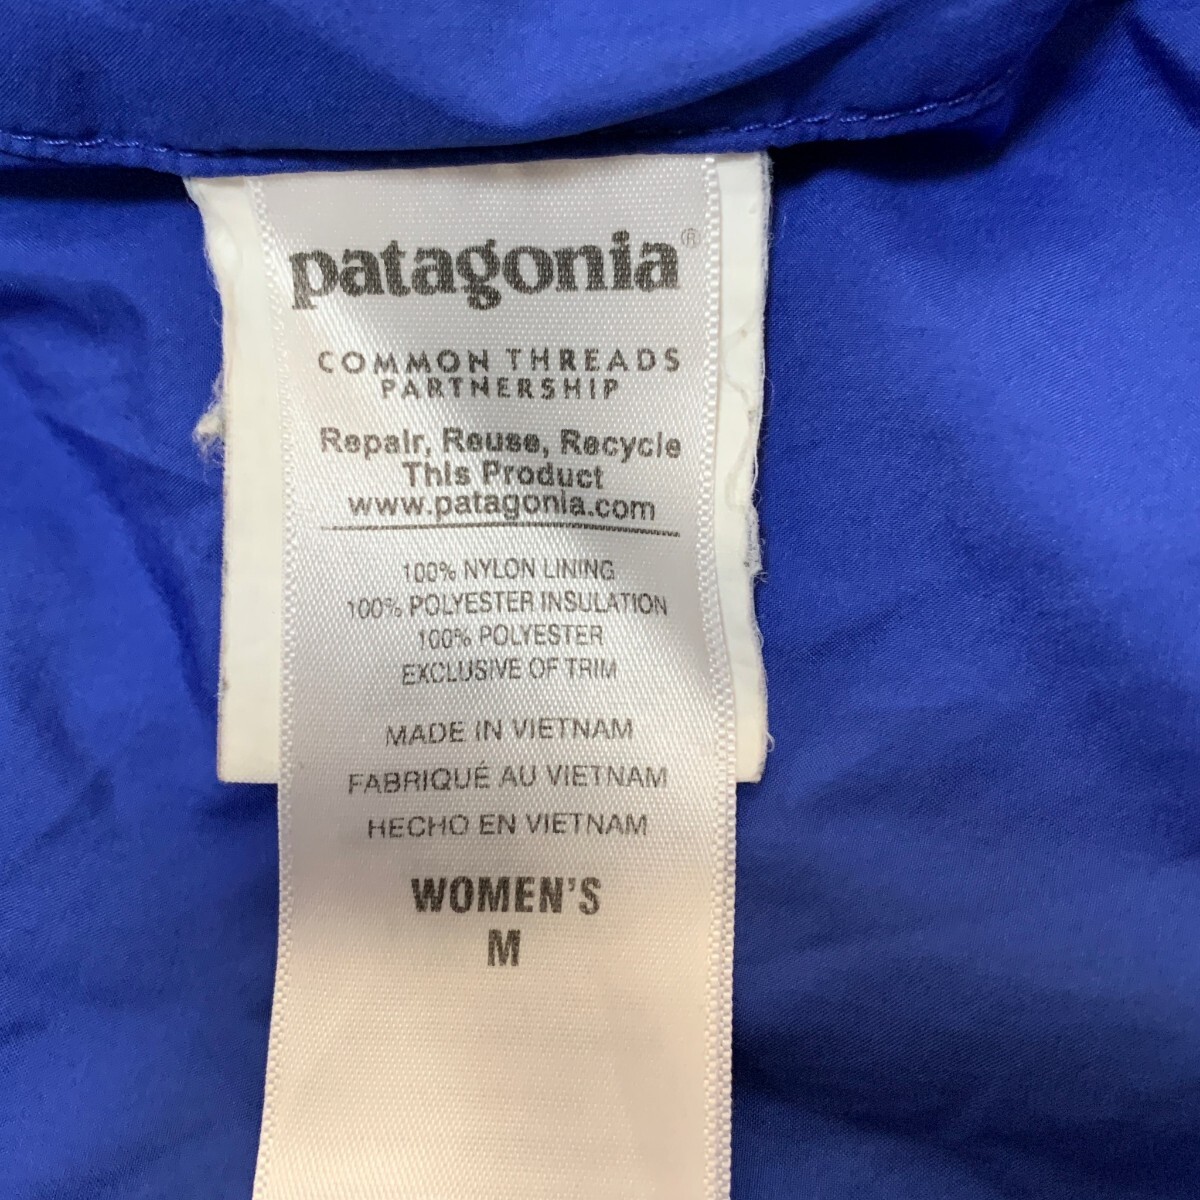 patagonia®
COMMON THREADS
PARTNERSHIP
Repair, Reuse, Recycle
This Product
www.patagonia.com
100% NYLON LINING
100% POLYESTER INSULATION
100% POLYESTER
EXCLUSIVE OF TRIM
MADE IN VIETNAM
FABRIQUÉ AU VIETNAM
HECHO EN VIETNAM
WOMEN'S
M